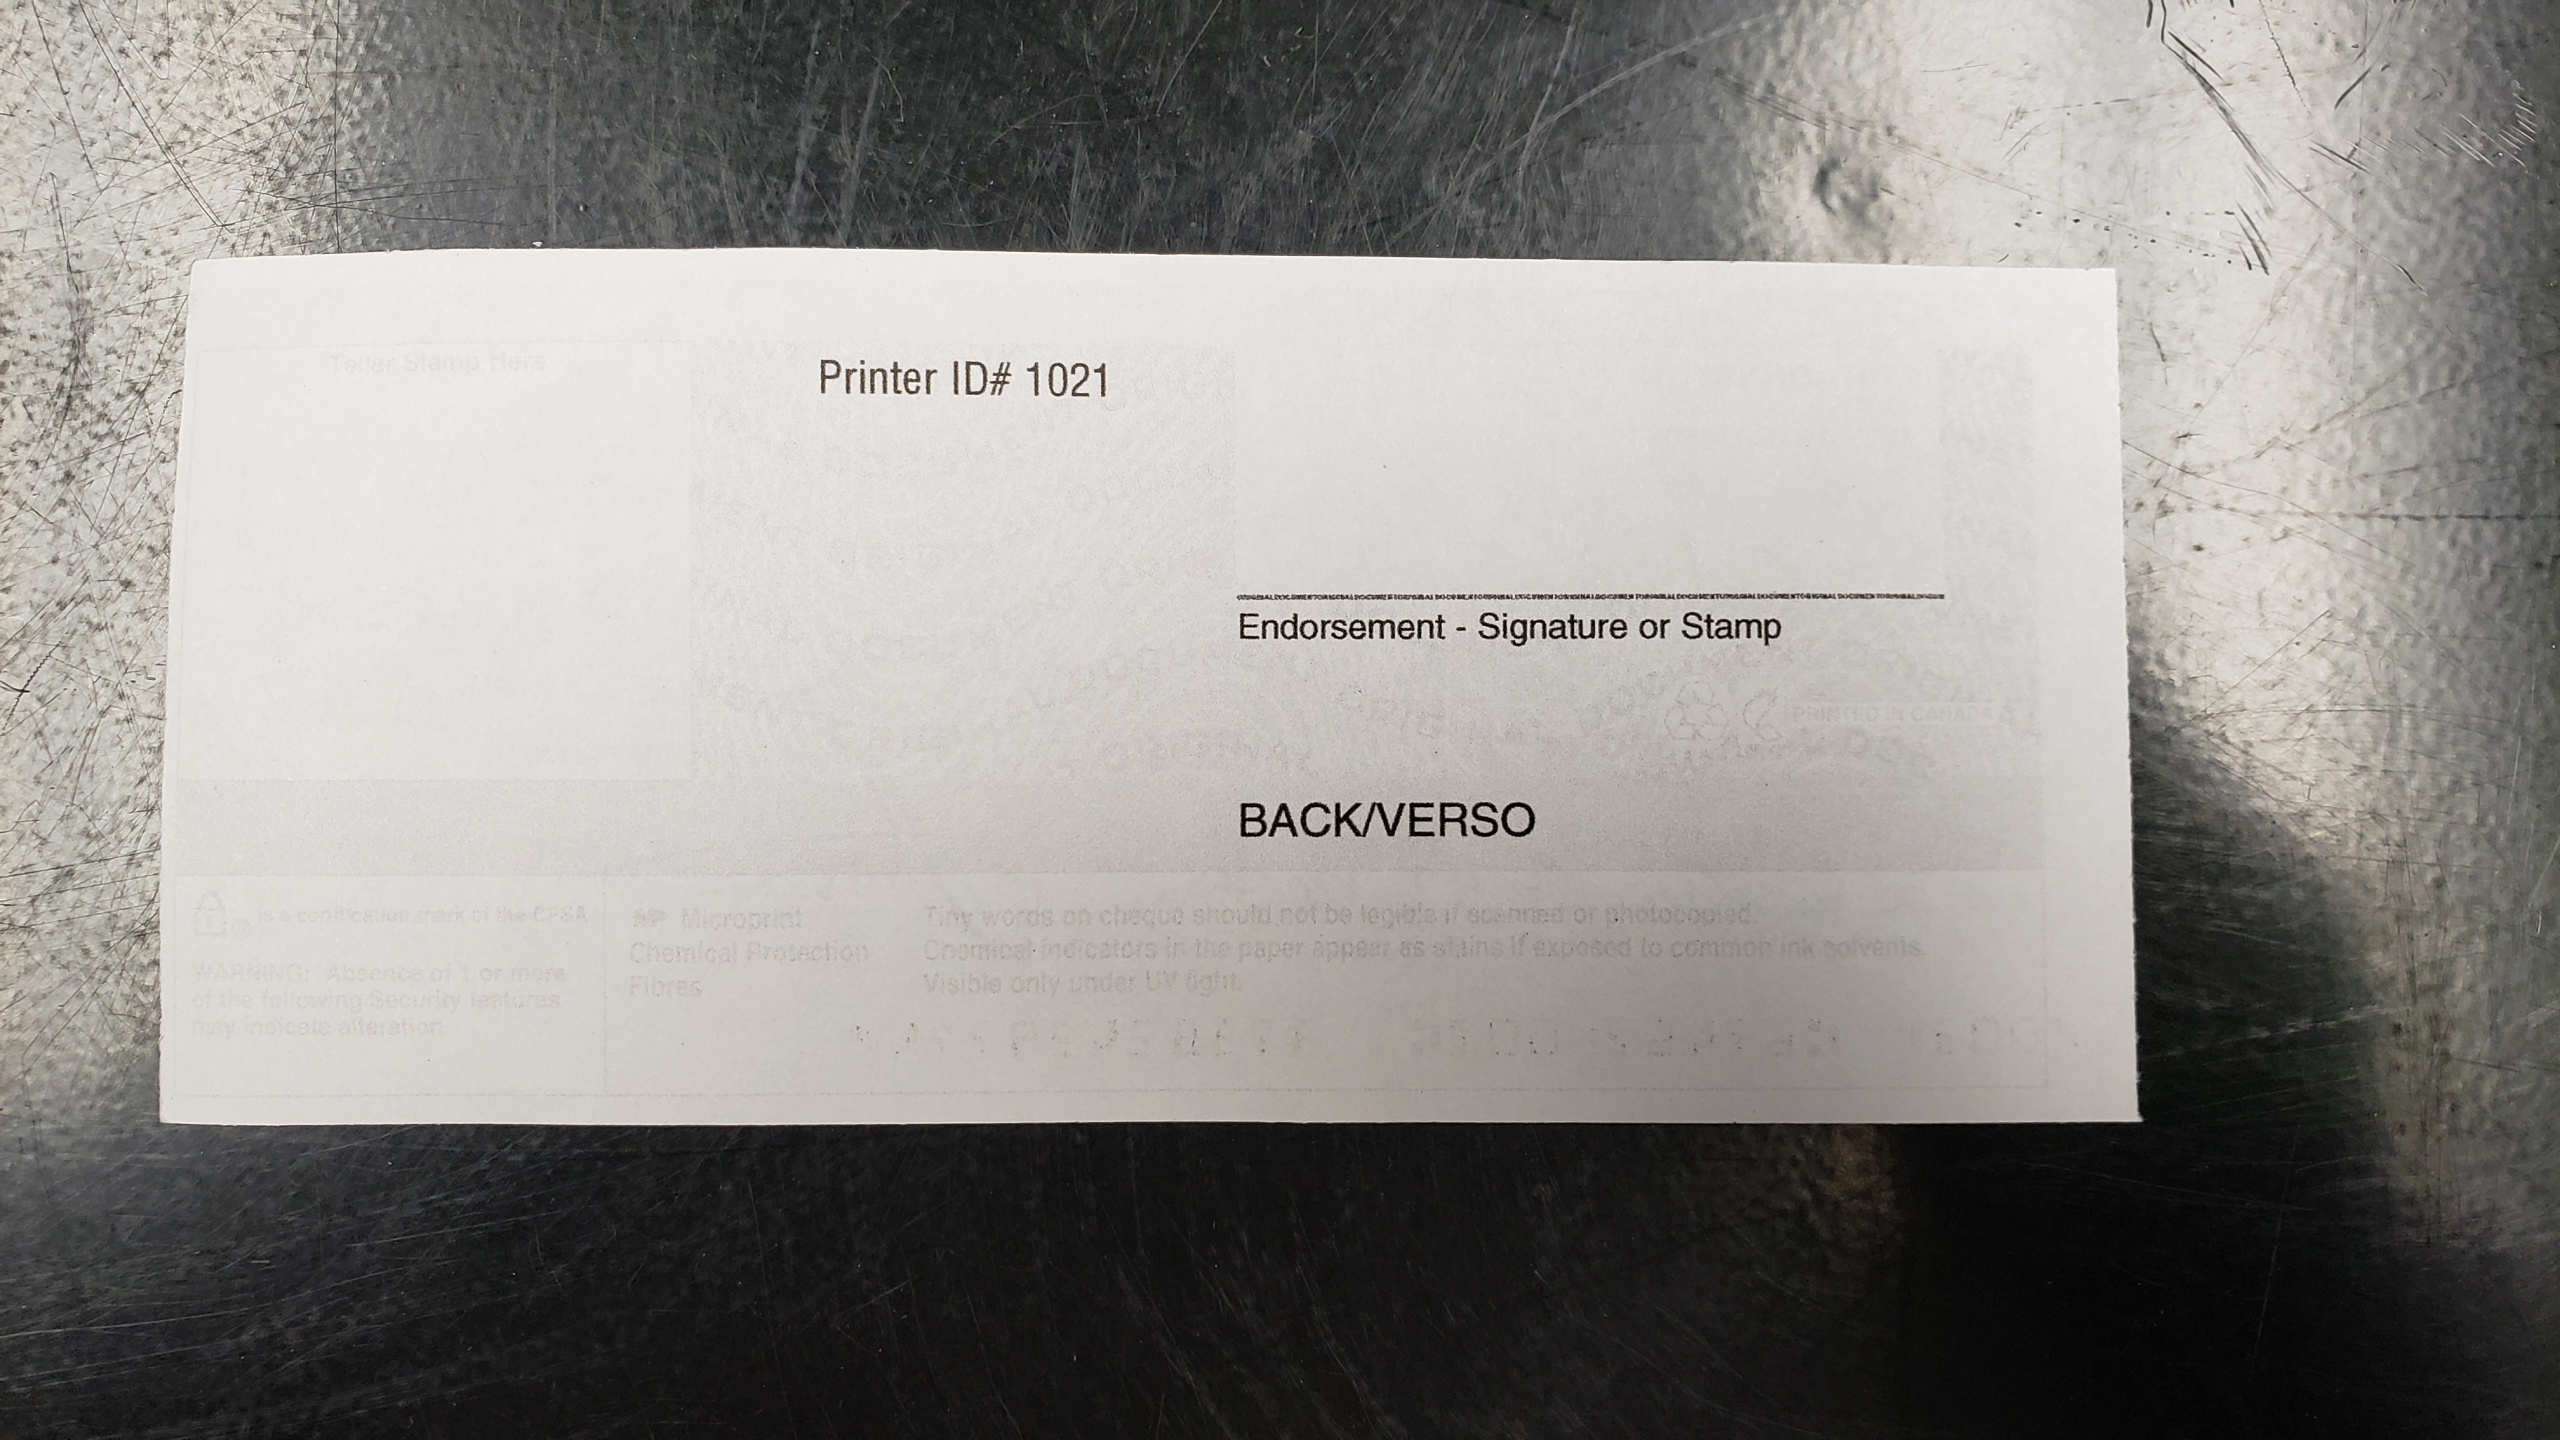 Teller Stamp Here
Printer ID# 1021
Endorsement - Signature or Stamp
PRINTED IN CANADA
BACK/VERSO
is a certification mark of the CPSA
WARNING: Absence of 1 or more
of the following Security features
may indicate alteration.
MP Microprint
Chemical Protection
Fibres
Tiny words on cheque should not be legible if scanned or photocopied.
Chemical indicators in the paper appear as stains if exposed to common ink solvents.
Visible only under UV light.